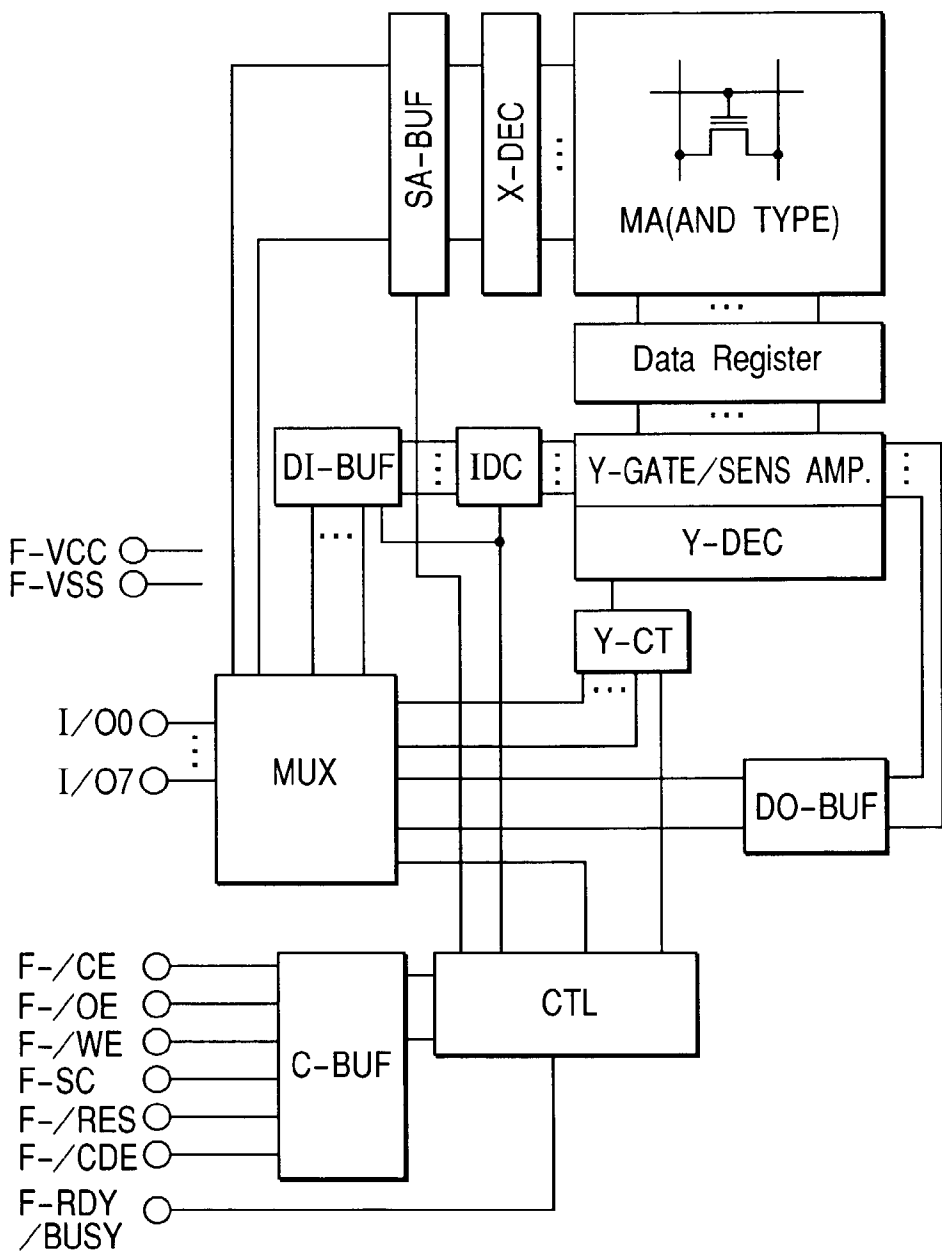 SA-BUF
X-DEC
MA(AND TYPE)
Data Register
DI-BUF
IDC
Y-GATE/SENS AMP.
Y-DEC
F-VCC
F-VSS
Y-CT
I/O0
I/O7
MUX
DO-BUF
F-/CE
F-/OE
F-/WE
F-SC
F-/RES
F-/CDE
F-RDY
/BUSY
C-BUF
CTL